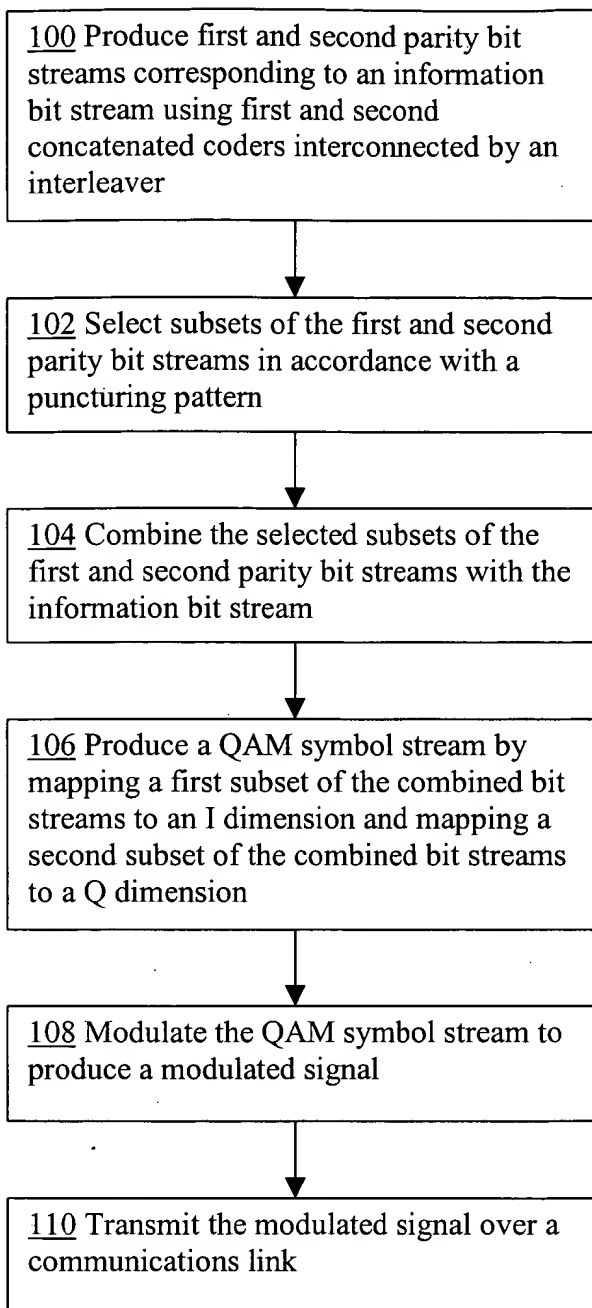 100 Produce first and second parity bit
streams corresponding to an information
bit stream using first and second
concatenated coders interconnected by an
interleaver
102 Select subsets of the first and second
parity bit streams in accordance with a
puncturing pattern
104 Combine the selected subsets of the
first and second parity bit streams with the
information bit stream
106 Produce a QAM symbol stream by
mapping a first subset of the combined bit
streams to an I dimension and mapping a
second subset of the combined bit streams
to a Q dimension
108 Modulate the QAM symbol stream to
produce a modulated signal
110 Transmit the modulated signal over a
communications link